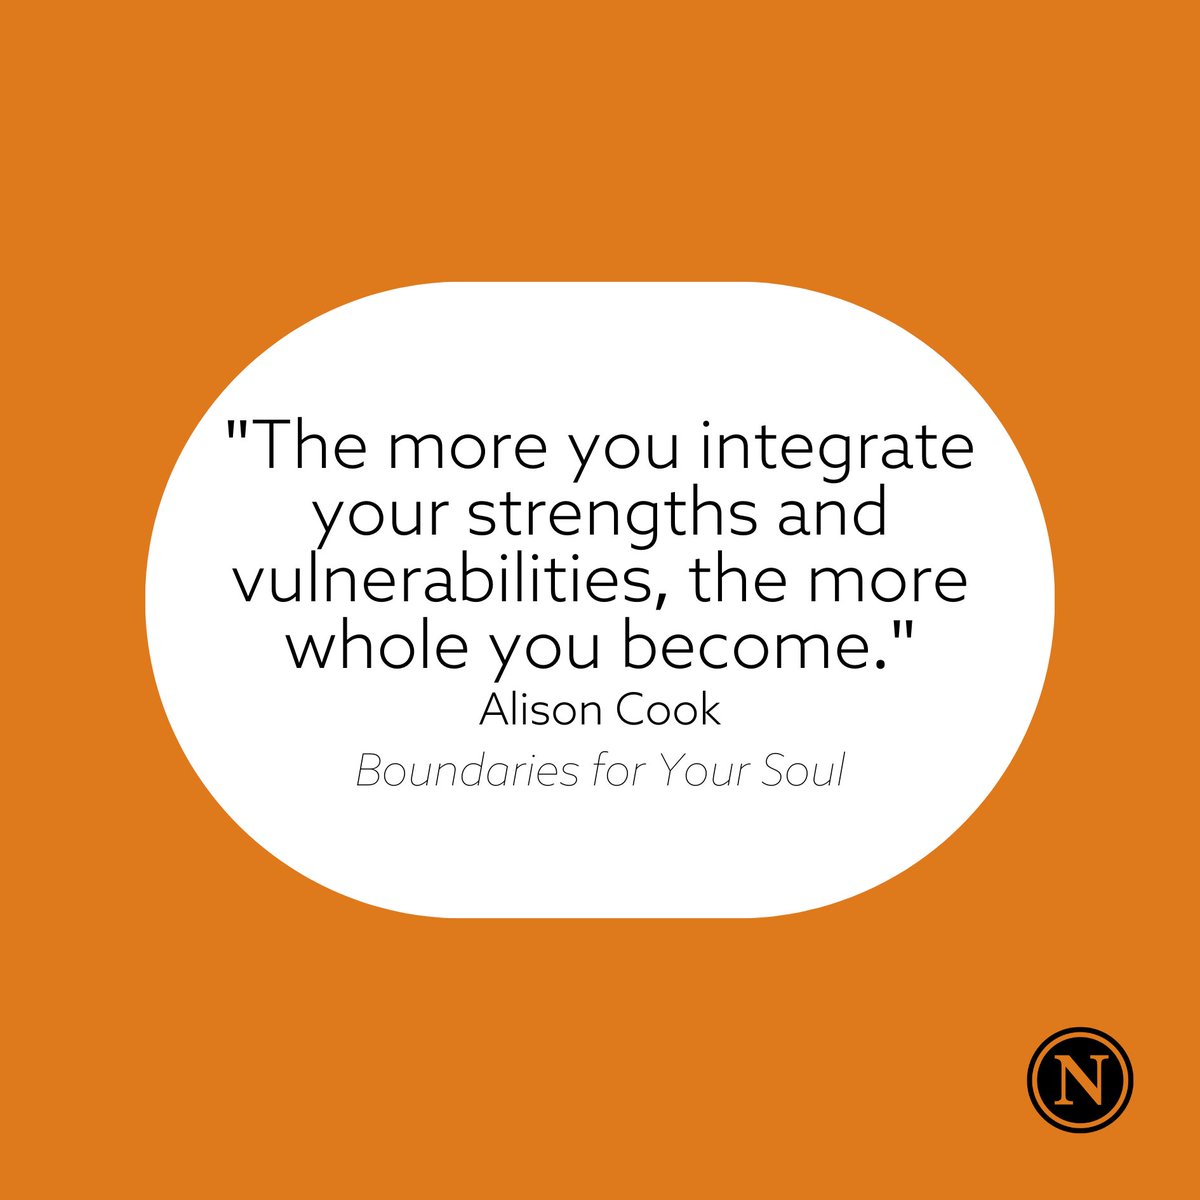 "The more you integrate
your strengths and
vulnerabilities, the more
whole you become."
Alison Cook
Boundaries for Your Soul
N